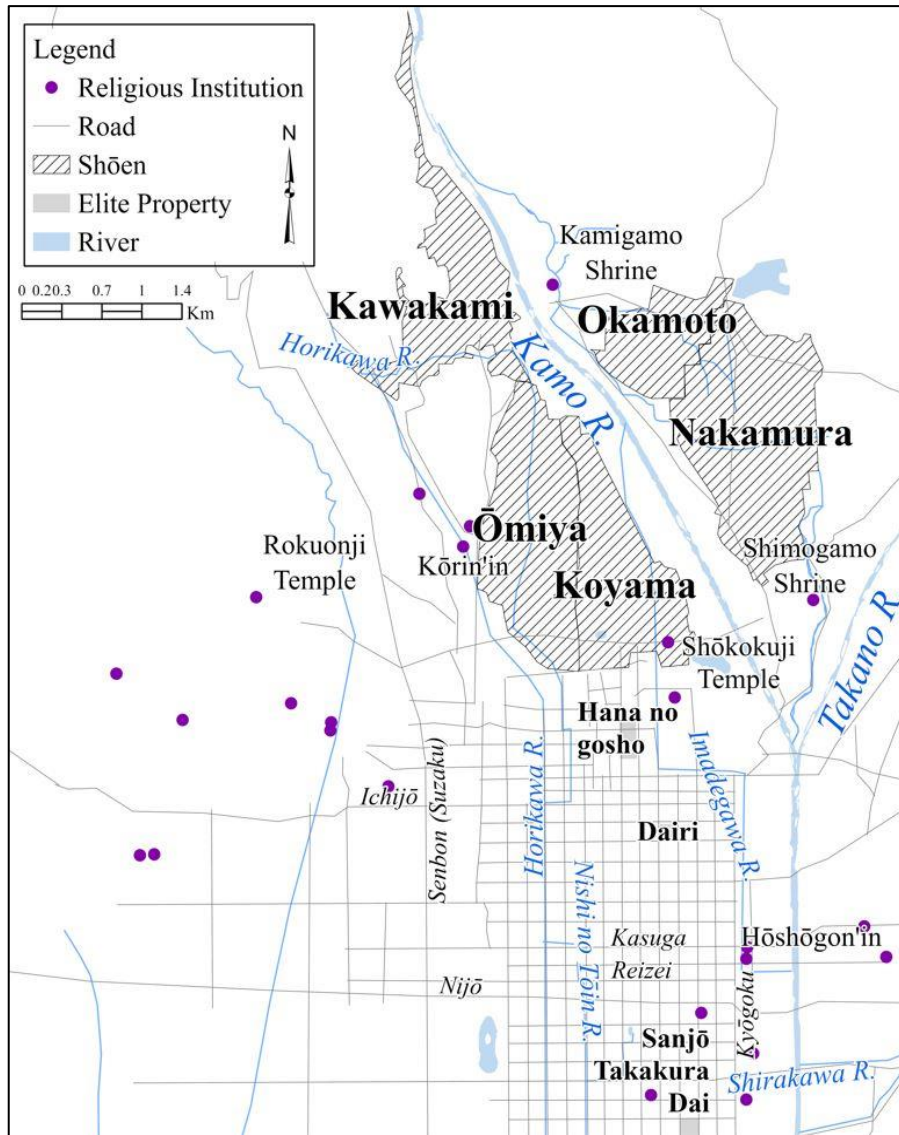 Legend
Religious Institution
Road
Shōen
Elite Property
River
N
0 0.20.3 0.7 1 1.4
Km
Kamigamo
Shrine
Kawakami
Okamoto
Horikawa R.
Kamo R.
Nakamura
Ōmiya
Rokuonji
Temple
Kōrin'in
Shimogamo
Shrine
Koyama
Shōkokuji
Temple
Takano R.
Hana no
gosho
Imadegawa R.
Ichijō
Senbon (Suzaku)
Horikawa R.
Dairi
Nishi no Tōin R.
Kasuga
Hōshōgon'in
Reizei
Nijō
Kyōgoku
Sanjō
Takakura
Dai
Shirakawa R.